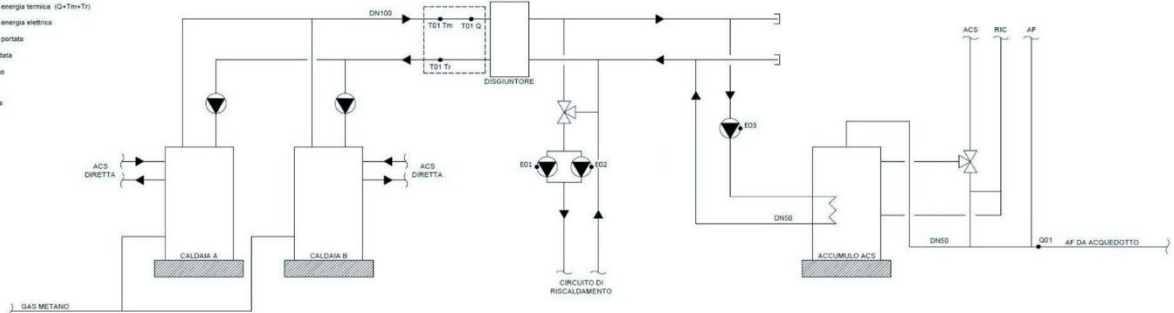 energia termica (Q+Tm+Tr)
energia elettrica
portata
data
o
a
DN100
T01 Tm
T01 Q
T01 Tr
DISGIUNTORE
ACS
RIC
AF
E03
E01
E02
ACS
DIRETTA
ACS
DIRETTA
DN50
DN50
Q01
AF DA ACQUEDOTTO
CALDAIA A
CALDAIA B
ACCUMULO ACS
CIRCUITO DI
RISCALDAMENTO
GAS METANO